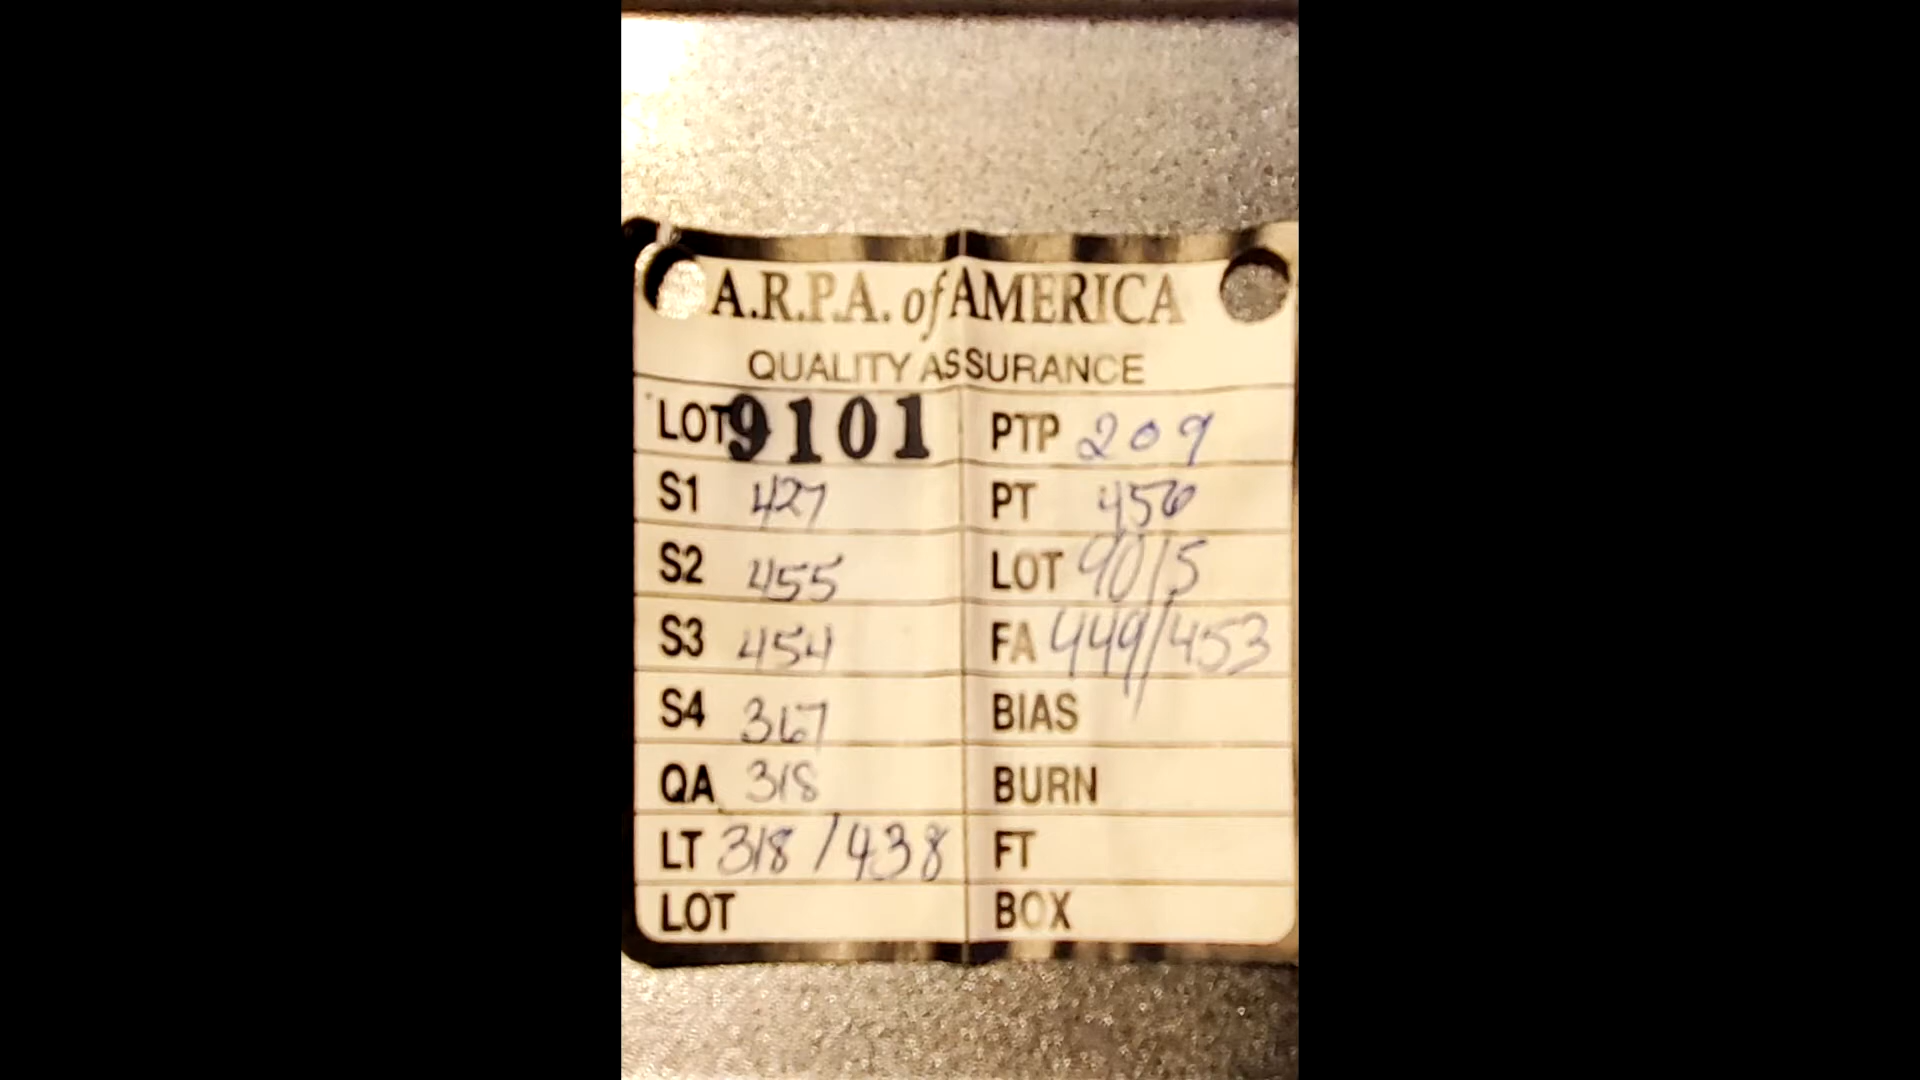 A.R.P.A. of AMERICA
QUALITY ASSURANCE
LOT 9101
S1 427
S2 455
S3 454
S4 367
QA 318
LT 318/438
LOT
PTP 209
PT 456
LOT 9015
FA 449/453
BIAS
BURN
FT
BOX